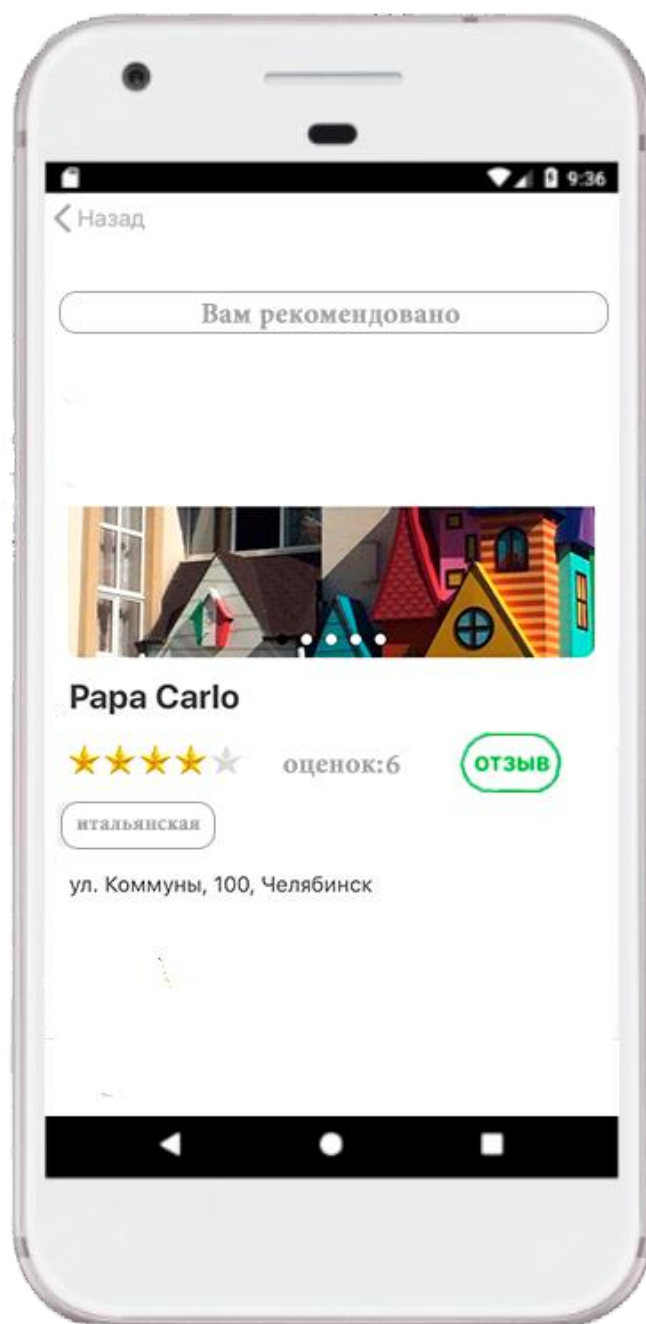 9:36
Назад
Вам рекомендовано
Papa Carlo
оценок:6
ОТЗЫВ
итальянская
ул. Коммуны, 100, Челябинск